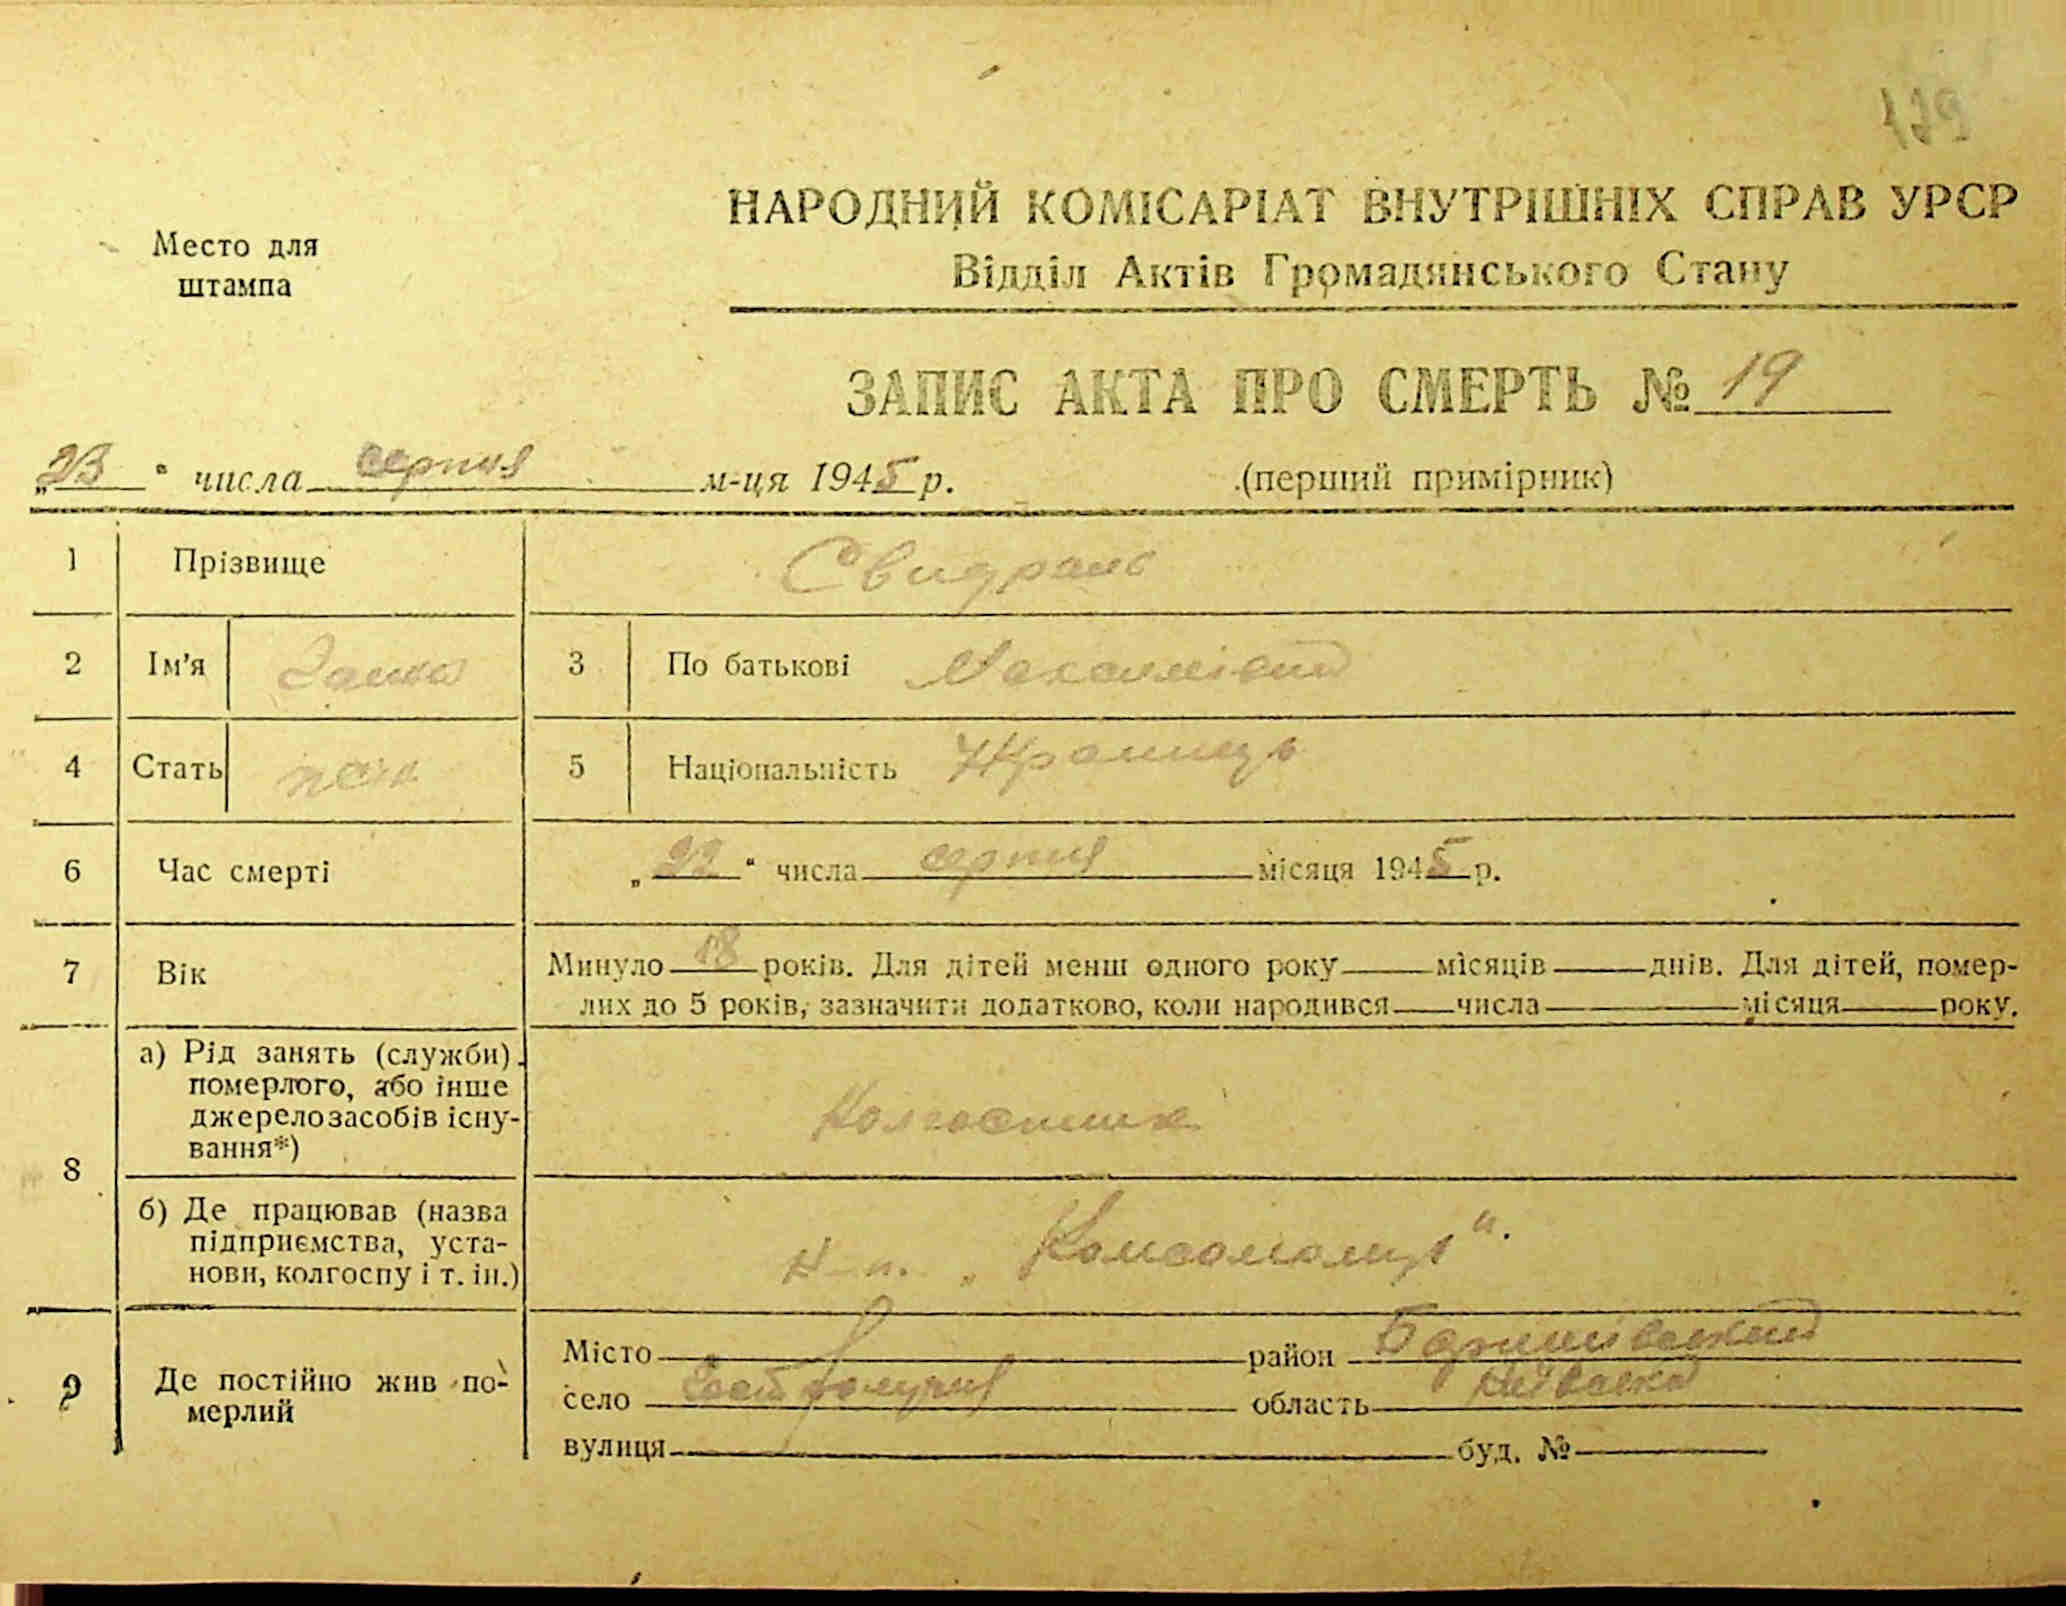 179
Место для
штампа
НАРОДНИЙ КОМІСАРІАТ ВНУТРІШНІХ СПРАВ УРСР
Відділ Актів Громадянського Стану
ЗАПИС АКТА ПРО СМЕРТЬ № 19
„23" числа серпня м-ця 1945 р. (перший примірник)
1 Прізвище
2 Ім'я 3 По батькові
4 Стать 5 Національність Українець
6 Час смерті „22" числа серпня місяця 1945 р.
7 Вік Минуло 18 років. Для дітей менш одного року — місяців — днів. Для дітей, помер-
лих до 5 років, зазначити додатково, коли народився — числа — місяця — року.
8 а) Рід занять (служби)
померлого, або інше
джерело засобів існу-
вання*) Колгоспник
б) Де працював (назва
підприємства, уста-
нови, колгоспу і т. ін.) К-п. „Комсомолець".
9 Де постійно жив по-
мерлий
Місто — район
село область Київська
вулиця — буд. № —